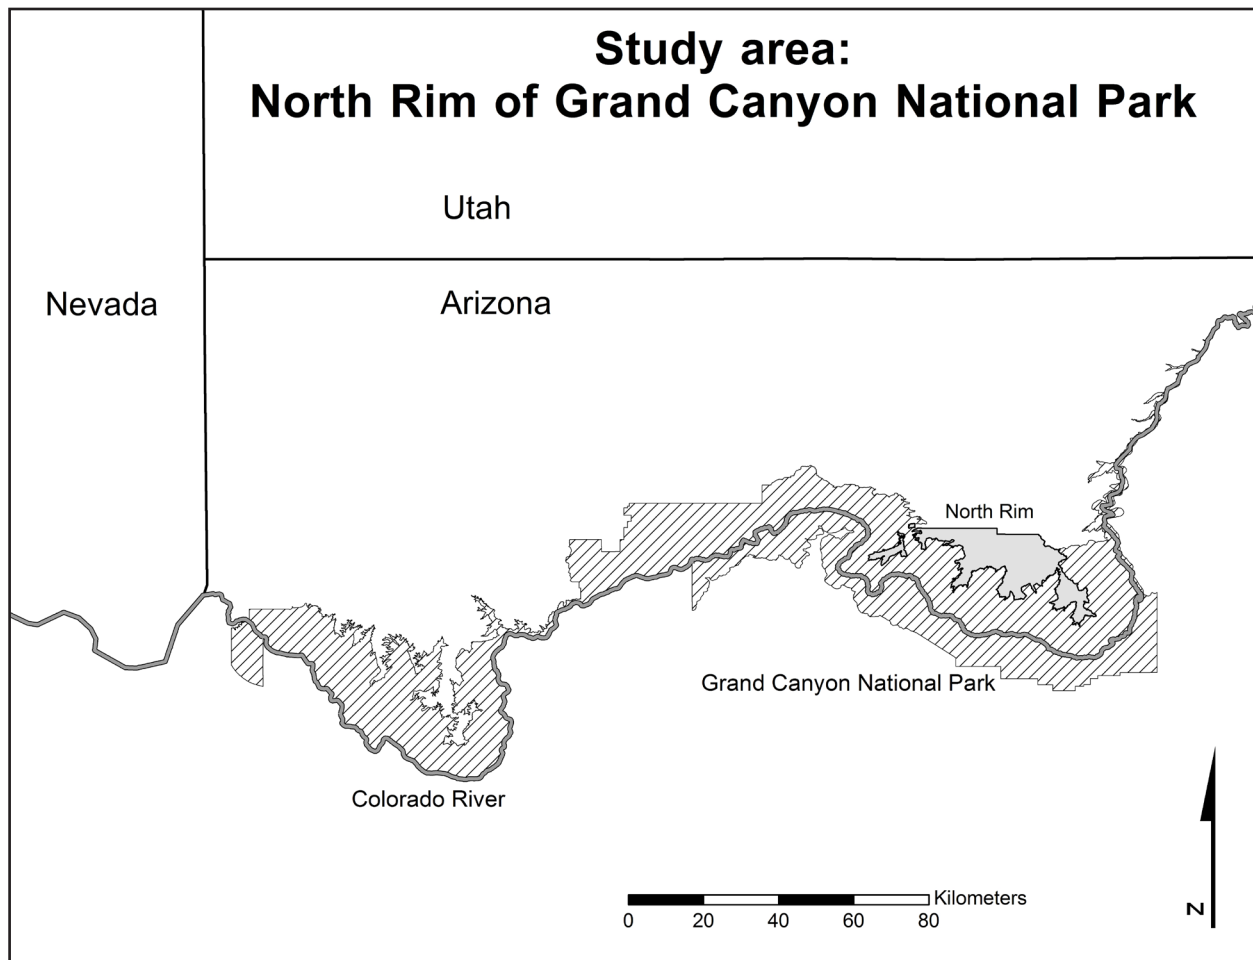 Study area:
North Rim of Grand Canyon National Park
Utah
Nevada
Arizona
North Rim
Grand Canyon National Park
Colorado River
Kilometers
0 20 40 60 80
N